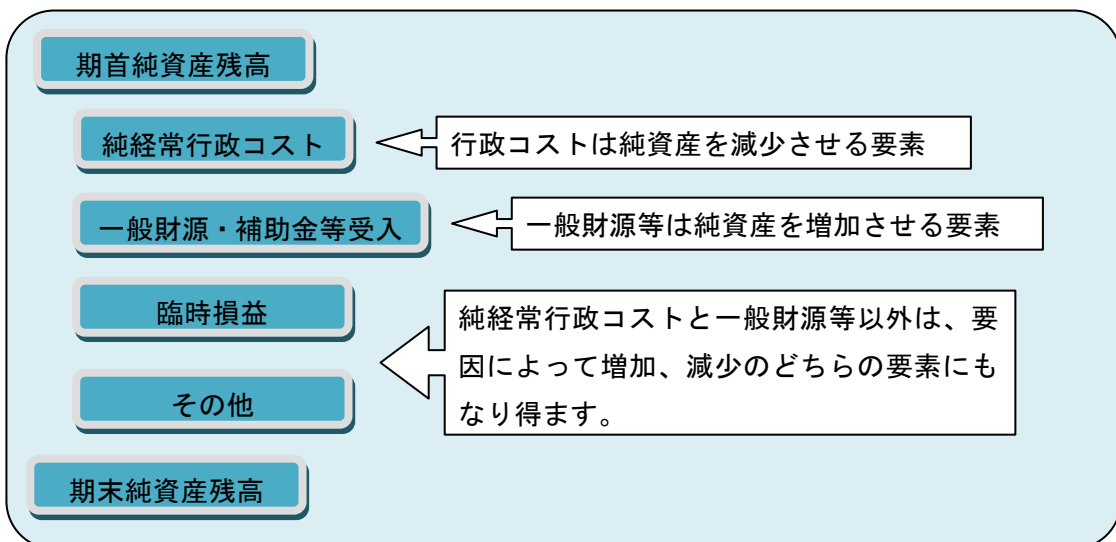 期首純資産残高
純経常行政コスト
行政コストは純資産を減少させる要素
一般財源・補助金等受入
一般財源等は純資産を増加させる要素
臨時損益
純経常行政コストと一般財源等以外は、要
因によって増加、減少のどちらの要素にも
なり得ます。
その他
期末純資産残高